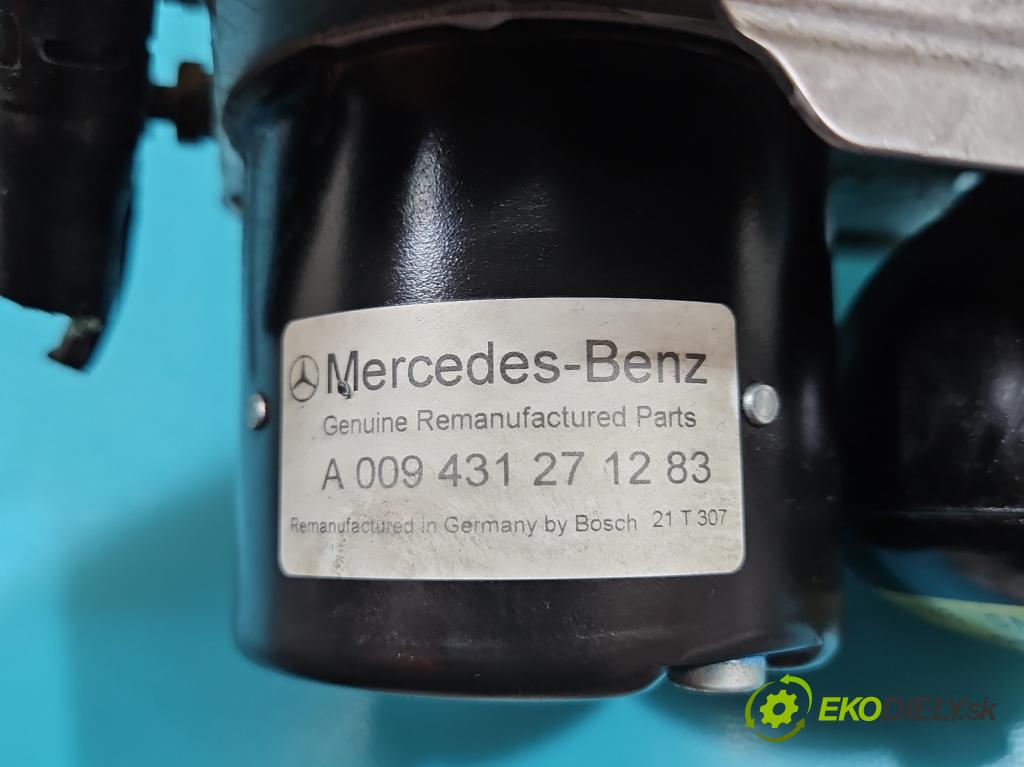 Mercedes-Benz
Genuine Remanufactured Parts
A 009 431 27 12 83
Remanufactured in Germany by Bosch 21 T 307
EKODIELY.sk